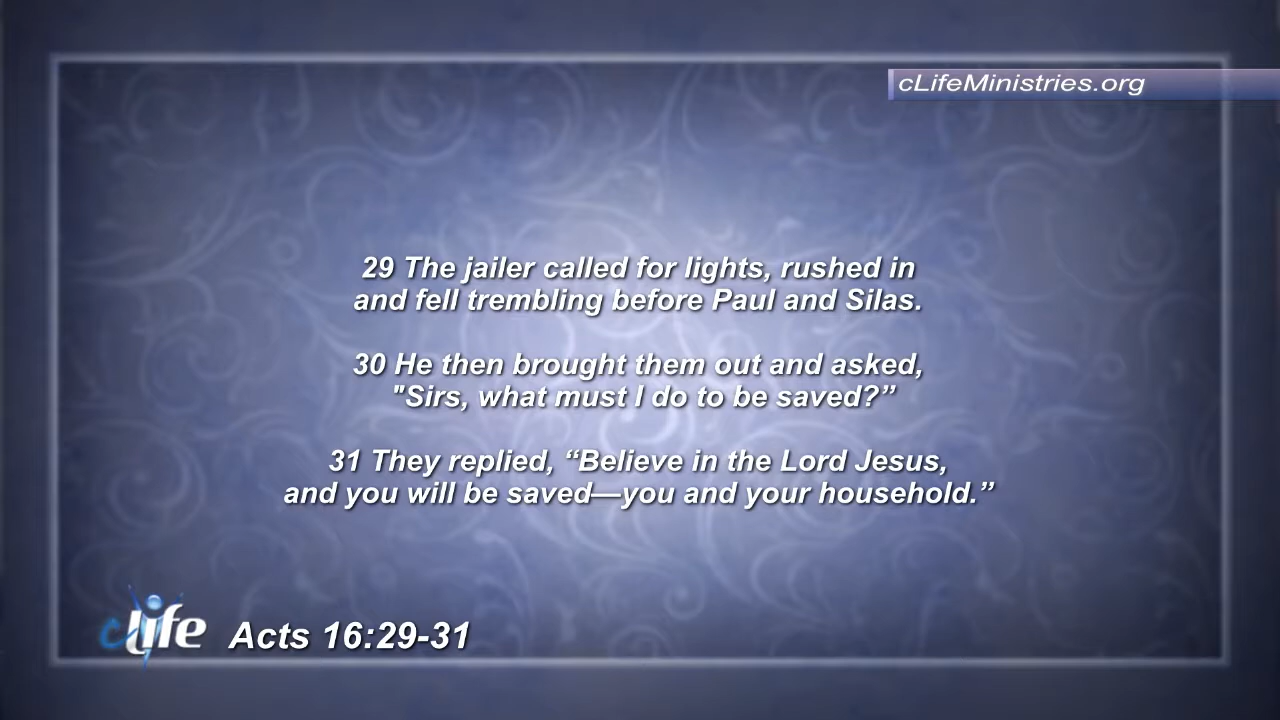 cLifeMinistries.org
29 The jailer called for lights, rushed in
and fell trembling before Paul and Silas.
30 He then brought them out and asked,
"Sirs, what must I do to be saved?”
31 They replied, “Believe in the Lord Jesus,
and you will be saved—you and your household.”
cLife Acts 16:29-31